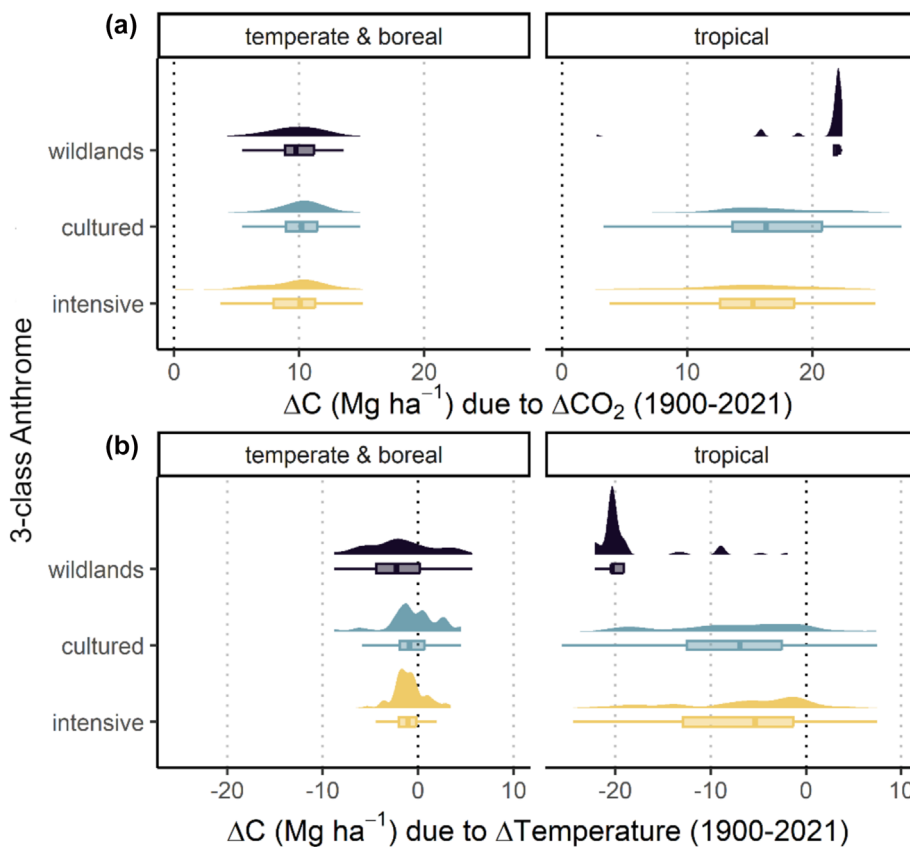 (a)
temperate & boreal
tropical
wildlands
cultured
intensive
0 10 20
0 10 20
ΔC (Mg ha⁻¹) due to ΔCO₂ (1900-2021)
3-class Anthrome
(b)
temperate & boreal
tropical
wildlands
cultured
intensive
-20 -10 0 10
-20 -10 0 10
ΔC (Mg ha⁻¹) due to ΔTemperature (1900-2021)